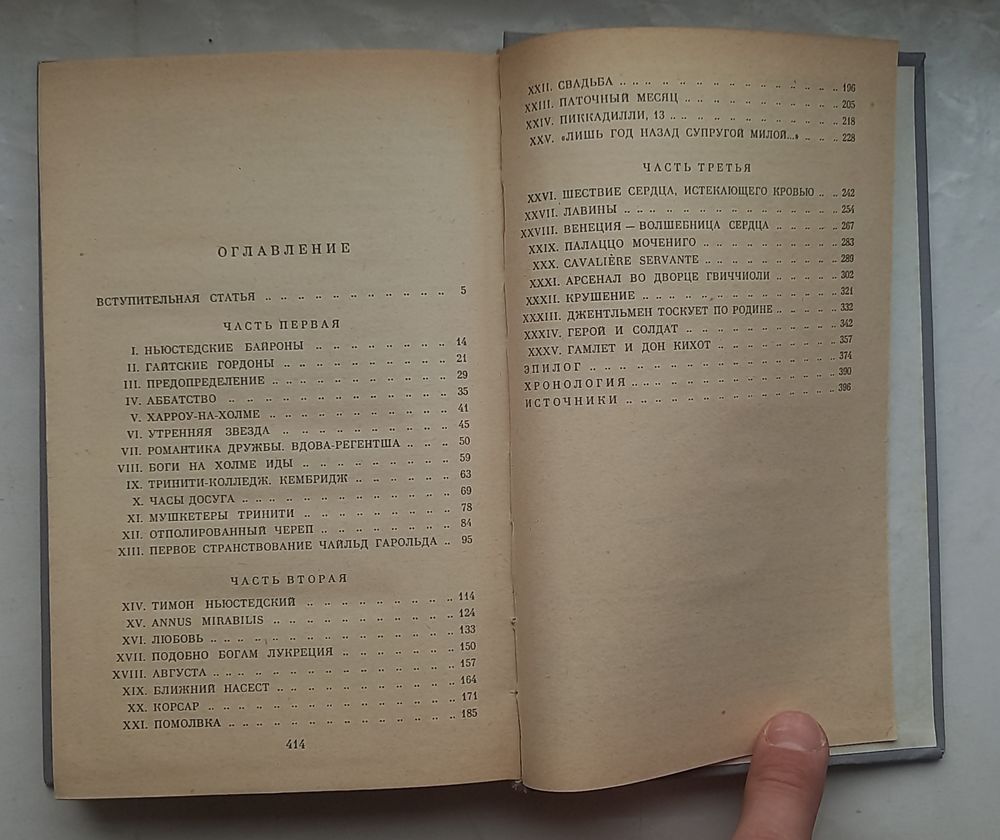 ОГЛАВЛЕНИЕ
ВСТУПИТЕЛЬНАЯ СТАТЬЯ .. .. .. .. .. .. .. .. .. .. .. 5
ЧАСТЬ ПЕРВАЯ
I. НЬЮСТЕДСКИЕ БАЙРОНЫ .. .. .. .. .. .. .. 14
II. ГАЙТСКИЕ ГОРДОНЫ .. .. .. .. .. .. .. .. .. 21
III. ПРЕДОПРЕДЕЛЕНИЕ .. .. .. .. .. .. .. .. .. 29
IV. АББАТСТВО .. .. .. .. .. .. .. .. .. .. .. 35
V. ХАРРОУ-НА-ХОЛМЕ .. .. .. .. .. .. .. .. .. 41
VI. УТРЕННЯЯ ЗВЕЗДА .. .. .. .. .. .. .. .. .. 45
VII. РОМАНТИКА ДРУЖБЫ. ВДОВА-РЕГЕНТША .. .. .. 50
VIII. БОГИ НА ХОЛМЕ ИДЫ .. .. .. .. .. .. .. .. 59
IX. ТРИНИТИ-КОЛЛЕДЖ. КЕМБРИДЖ .. .. .. .. .. 63
X. ЧАСЫ ДОСУГА .. .. .. .. .. .. .. .. .. .. .. 69
XI. МУШКЕТЕРЫ ТРИНИТИ .. .. .. .. .. .. .. .. 78
XII. ОТПОЛИРОВАННЫЙ ЧЕРЕП .. .. .. .. .. .. .. 84
XIII. ПЕРВОЕ СТРАНСТВОВАНИЕ ЧАЙЛЬД ГАРОЛЬДА .. 95
ЧАСТЬ ВТОРАЯ
XIV. ТИМОН НЬЮСТЕДСКИЙ .. .. .. .. .. .. .. .. 114
XV. ANNUS MIRABILIS .. .. .. .. .. .. .. .. .. .. 124
XVI. ЛЮБОВЬ .. .. .. .. .. .. .. .. .. .. .. .. 133
XVII. ПОДОБНО БОГАМ ЛУКРЕЦИЯ .. .. .. .. .. .. 150
XVIII. АВГУСТА .. .. .. .. .. .. .. .. .. .. .. .. 157
XIX. БЛИЖНИЙ НАСЕСТ .. .. .. .. .. .. .. .. .. 164
XX. КОРСАР .. .. .. .. .. .. .. .. .. .. .. .. 171
XXI. ПОМОЛВКА .. .. .. .. .. .. .. .. .. .. .. 185
414
XXII. СВАДЬБА .. .. .. .. .. .. .. .. .. .. .. .. 196
XXIII. ПАТОЧНЫЙ МЕСЯЦ .. .. .. .. .. .. .. .. .. 205
XXIV. ПИККАДИЛЛИ, 13 .. .. .. .. .. .. .. .. .. .. 218
XXV. «ЛИШЬ ГОД НАЗАД СУПРУГОЙ МИЛОЙ...» .. .. .. 228
ЧАСТЬ ТРЕТЬЯ
XXVI. ШЕСТВИЕ СЕРДЦА, ИСТЕКАЮЩЕГО КРОВЬЮ .. .. 242
XXVII. ЛАВИНЫ .. .. .. .. .. .. .. .. .. .. .. .. 254
XXVIII. ВЕНЕЦИЯ — ВОЛШЕБНИЦА СЕРДЦА .. .. .. .. 267
XXIX. ПАЛАЦЦО МОЧЕНИГО .. .. .. .. .. .. .. .. 283
XXX. CAVALIÈRE SERVANTE .. .. .. .. .. .. .. .. 289
XXXI. АРСЕНАЛ ВО ДВОРЦЕ ГВИЧЧИОЛИ .. .. .. .. 302
XXXII. КРУШЕНИЕ .. .. .. .. .. .. .. .. .. .. .. 321
XXXIII. ДЖЕНТЛЬМЕН ТОСКУЕТ ПО РОДИНЕ .. .. .. .. 332
XXXIV. ГЕРОЙ И СОЛДАТ .. .. .. .. .. .. .. .. .. 342
XXXV. ГАМЛЕТ И ДОН КИХОТ .. .. .. .. .. .. .. 357
ЭПИЛОГ .. .. .. .. .. .. .. .. .. .. .. .. .. 374
ХРОНОЛОГИЯ .. .. .. .. .. .. .. .. .. .. .. 390
ИСТОЧНИКИ .. .. .. .. .. .. .. .. .. .. .. 396